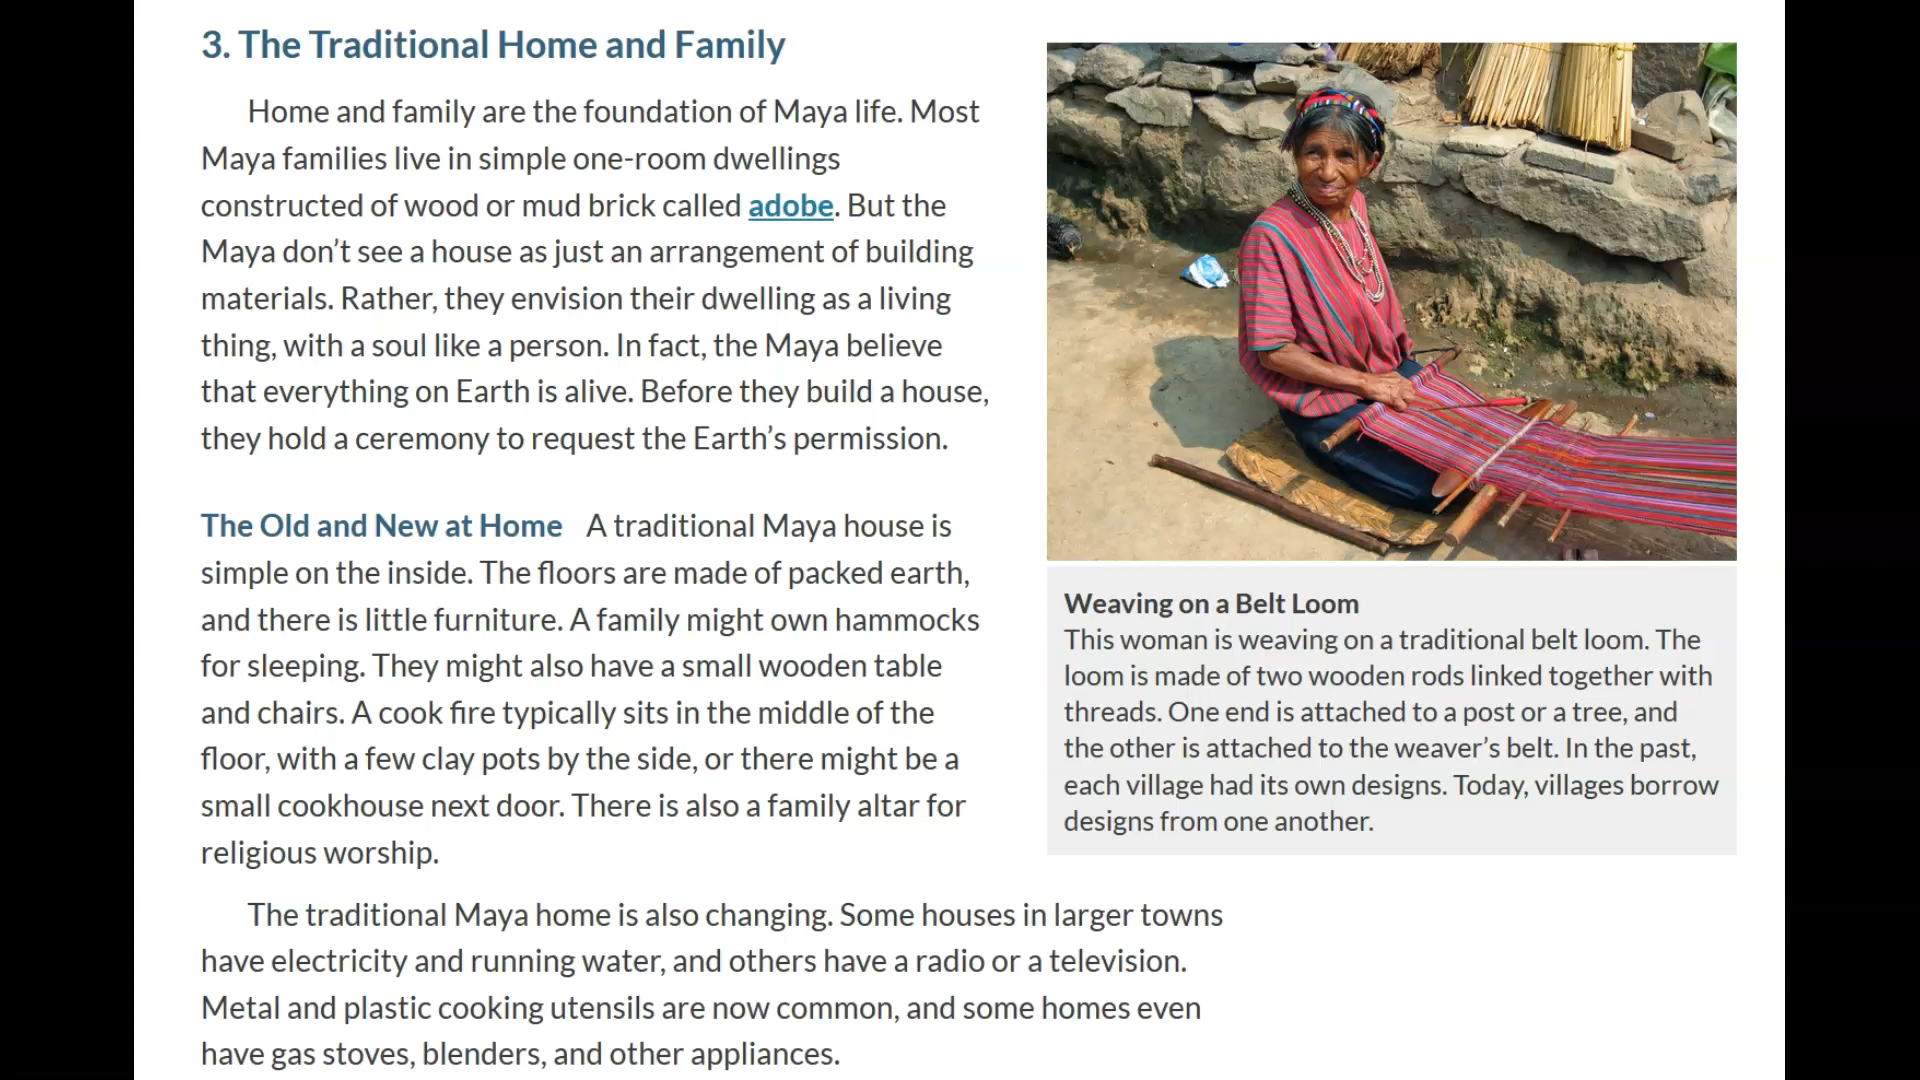 3. The Traditional Home and Family
Home and family are the foundation of Maya life. Most
Maya families live in simple one-room dwellings
constructed of wood or mud brick called adobe. But the
Maya don’t see a house as just an arrangement of building
materials. Rather, they envision their dwelling as a living
thing, with a soul like a person. In fact, the Maya believe
that everything on Earth is alive. Before they build a house,
they hold a ceremony to request the Earth’s permission.
The Old and New at Home A traditional Maya house is
simple on the inside. The floors are made of packed earth,
and there is little furniture. A family might own hammocks
for sleeping. They might also have a small wooden table
and chairs. A cook fire typically sits in the middle of the
floor, with a few clay pots by the side, or there might be a
small cookhouse next door. There is also a family altar for
religious worship.
The traditional Maya home is also changing. Some houses in larger towns
have electricity and running water, and others have a radio or a television.
Metal and plastic cooking utensils are now common, and some homes even
have gas stoves, blenders, and other appliances.
Weaving on a Belt Loom
This woman is weaving on a traditional belt loom. The
loom is made of two wooden rods linked together with
threads. One end is attached to a post or a tree, and
the other is attached to the weaver’s belt. In the past,
each village had its own designs. Today, villages borrow
designs from one another.